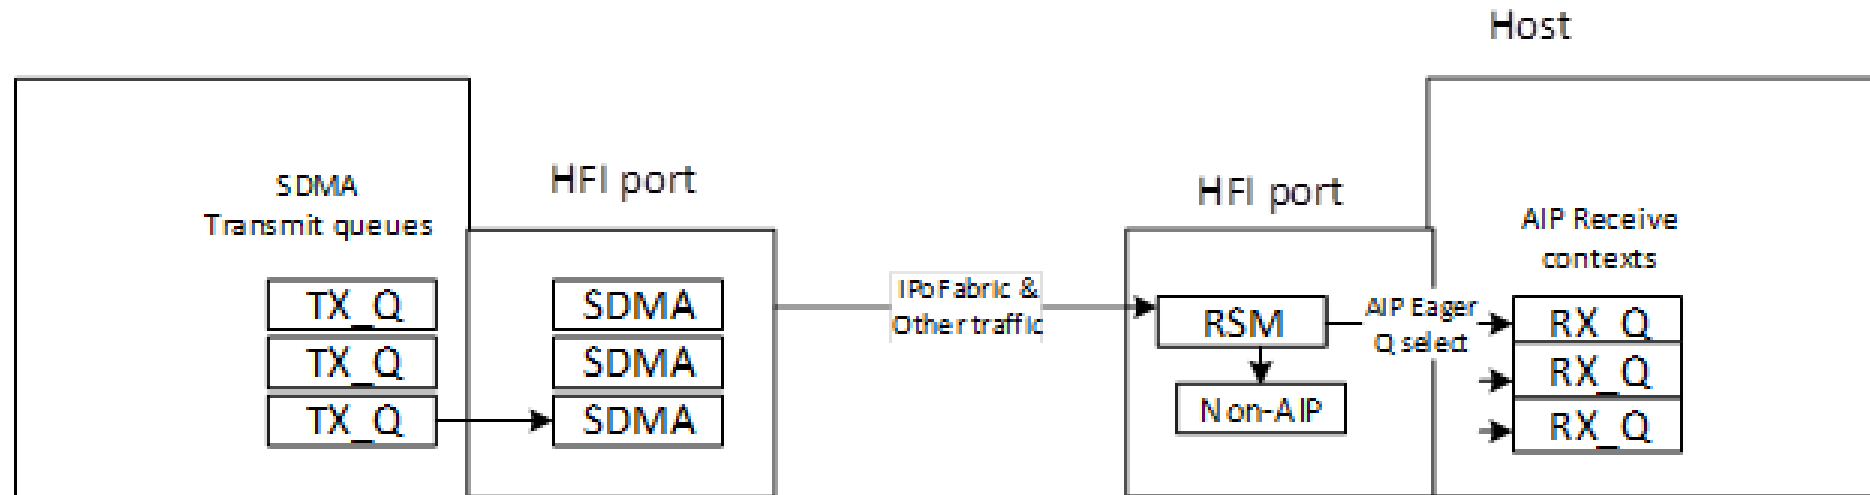 Host
SDMA
Transmit queues
HFI port
TX_Q
TX_Q
TX_Q
SDMA
SDMA
SDMA
IPoFabric &
Other traffic
HFI port
RSM
Non-AIP
AIP Eager
Q select
AIP Receive
contexts
RX_Q
RX_Q
RX_Q